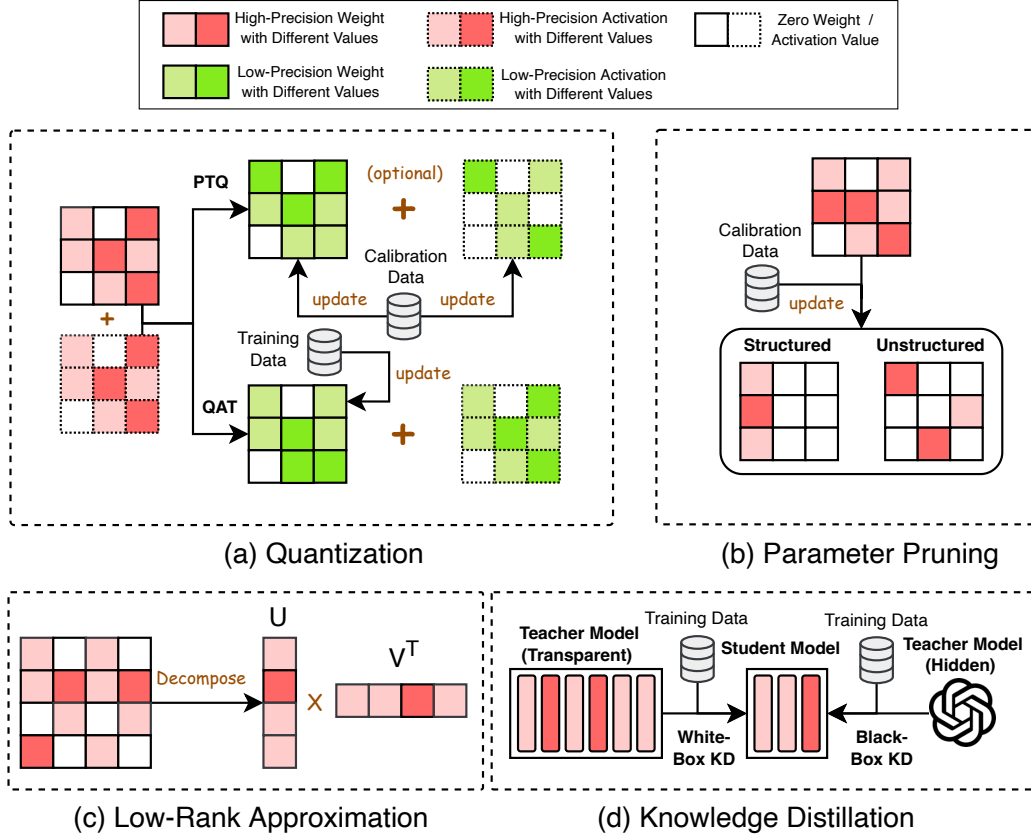 High-Precision Weight
with Different Values
High-Precision Activation
with Different Values
Zero Weight /
Activation Value
Low-Precision Weight
with Different Values
Low-Precision Activation
with Different Values
PTQ
(optional)
+
Calibration
Data
update
update
+
Training
Data
update
QAT
+
(a) Quantization
Calibration
Data
update
Structured
Unstructured
(b) Parameter Pruning
U
V^T
Decompose
X
(c) Low-Rank Approximation
Training Data
Training Data
Teacher Model
(Transparent)
Student Model
Teacher Model
(Hidden)
White-
Box KD
Black-
Box KD
(d) Knowledge Distillation